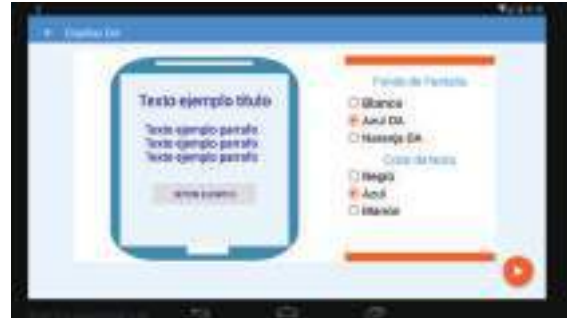 Texto ejemplo título
Texto ejemplo parrafo
Texto ejemplo parrafo
Texto ejemplo parrafo
Fondo de Pantalla
Blanco
Azul DA
Naranja DA
Color de texto
Negro
Azul
Marrón